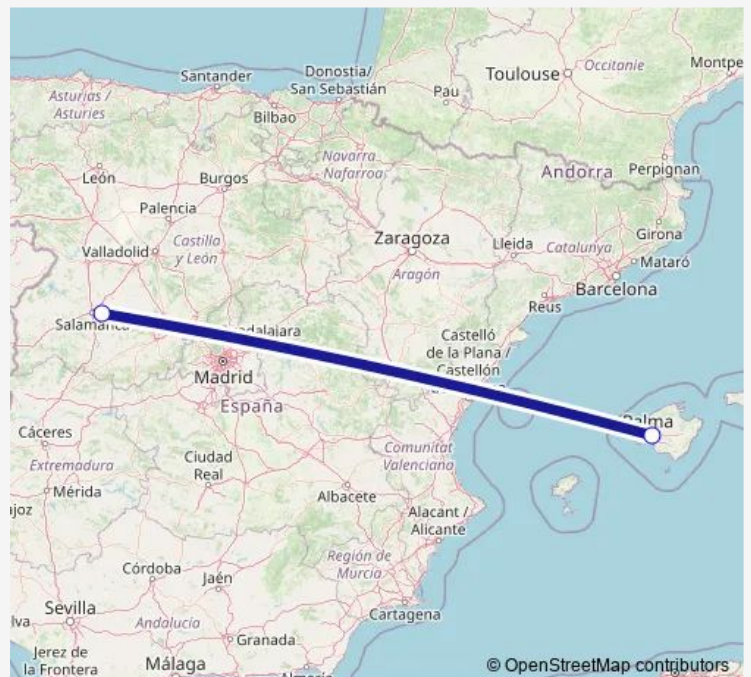 Santander
Donostia/
San Sebastián
Toulouse
Occitanie
Montpe
Asturias /
Asturies
Bilbao
Pau
Navarra
Nafarroa
León
Burgos
Andorra
Perpignan
Palencia
Castilla
y León
Valladolid
Zaragoza
Aragón
Lleida
Catalunya
Girona
Mataró
Barcelona
Reus
Salamanca
Madrid
España
Castelló
de la Plana /
Castellón
Palma
Cáceres
Extremadura
Mérida
ajoz
Ciudad
Real
Comunitat
Valenciana
Albacete
Alacant /
Alicante
Región de
Murcia
Córdoba
Jaén
Sevilla
lva
Andalucía
Granada
Cartagena
Jerez de
la Frontera
Málaga
© OpenStreetMap contributors